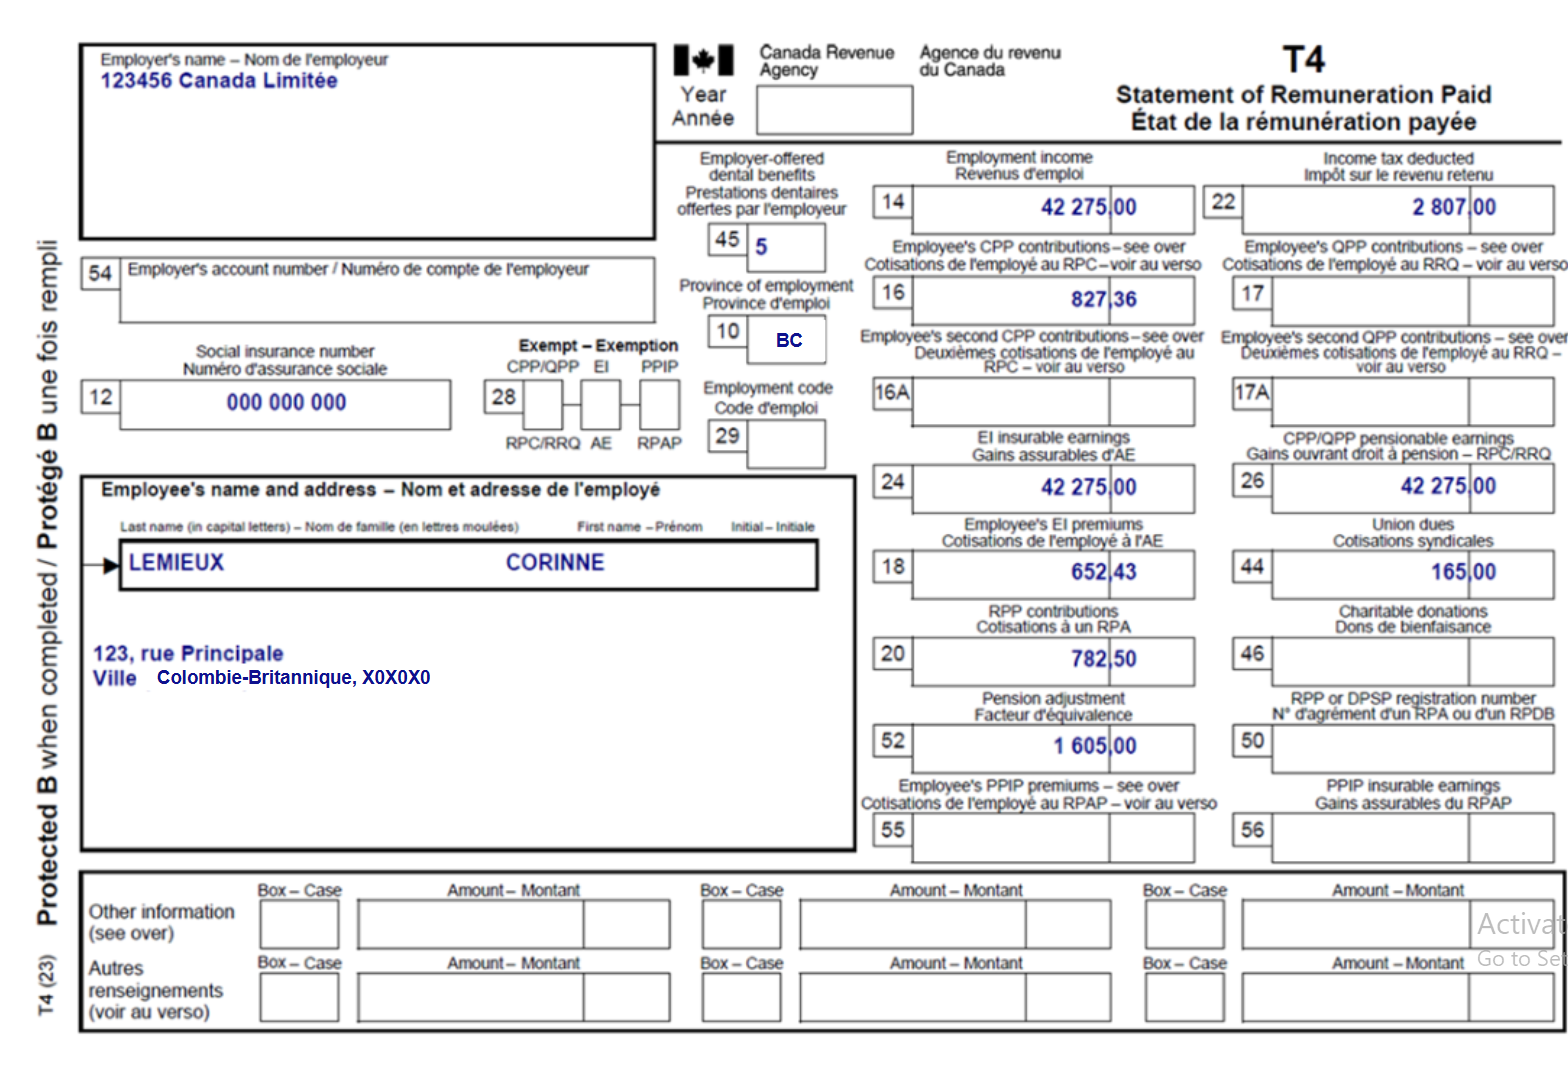 Employer's name – Nom de l'employeur
123456 Canada Limitée
Canada Revenue
Agency
Agence du revenu
du Canada
Year
Année
T4
Statement of Remuneration Paid
État de la rémunération payée
Employer-offered
dental benefits
Prestations dentaires
offertes par l'employeur
45 5
Employment income
Revenus d'emploi
14 42 275,00
Income tax deducted
Impôt sur le revenu retenu
22 2 807,00
54 Employer's account number / Numéro de compte de l'employeur
Province of employment
Province d'emploi
10 BC
Employee's CPP contributions – see over
Cotisations de l'employé au RPC – voir au verso
16 827,36
Employee's QPP contributions – see over
Cotisations de l'employé au RRQ – voir au verso
17
Social insurance number
Numéro d'assurance sociale
12 000 000 000
Exempt – Exemption
CPP/QPP EI PPIP
28
RPC/RRQ AE RPAP
Employment code
Code d'emploi
29
Employee's second CPP contributions – see over
Deuxièmes cotisations de l'employé au
RPC – voir au verso
16A
Employee's second QPP contributions – see over
Deuxièmes cotisations de l'employé au RRQ –
voir au verso
17A
EI insurable earnings
Gains assurables d'AE
24 42 275,00
CPP/QPP pensionable earnings
Gains ouvrant droit à pension – RPC/RRQ
26 42 275,00
Employee's name and address – Nom et adresse de l'employé
Last name (in capital letters) – Nom de famille (en lettres moulées) First name – Prénom Initial – Initiale
LEMIEUX CORINNE
123, rue Principale
Ville Colombie-Britannique, X0X0X0
Employee's EI premiums
Cotisations de l'employé à l'AE
18 652,43
Union dues
Cotisations syndicales
44 165,00
RPP contributions
Cotisations à un RPA
20 782,50
Charitable donations
Dons de bienfaisance
46
Pension adjustment
Facteur d'équivalence
52 1 605,00
RPP or DPSP registration number
N° d'agrément d'un RPA ou d'un RPDB
50
Employee's PPIP premiums – see over
Cotisations de l'employé au RPAP – voir au verso
55
PPIP insurable earnings
Gains assurables du RPAP
56
Box – Case Amount – Montant Box – Case Amount – Montant Box – Case Amount – Montant
Other information
(see over)
Box – Case Amount – Montant Box – Case Amount – Montant Box – Case Amount – Montant
Autres
renseignements
(voir au verso)
Protected B when completed / Protégé B une fois rempli
T4 (23)
Activat
Go to Set